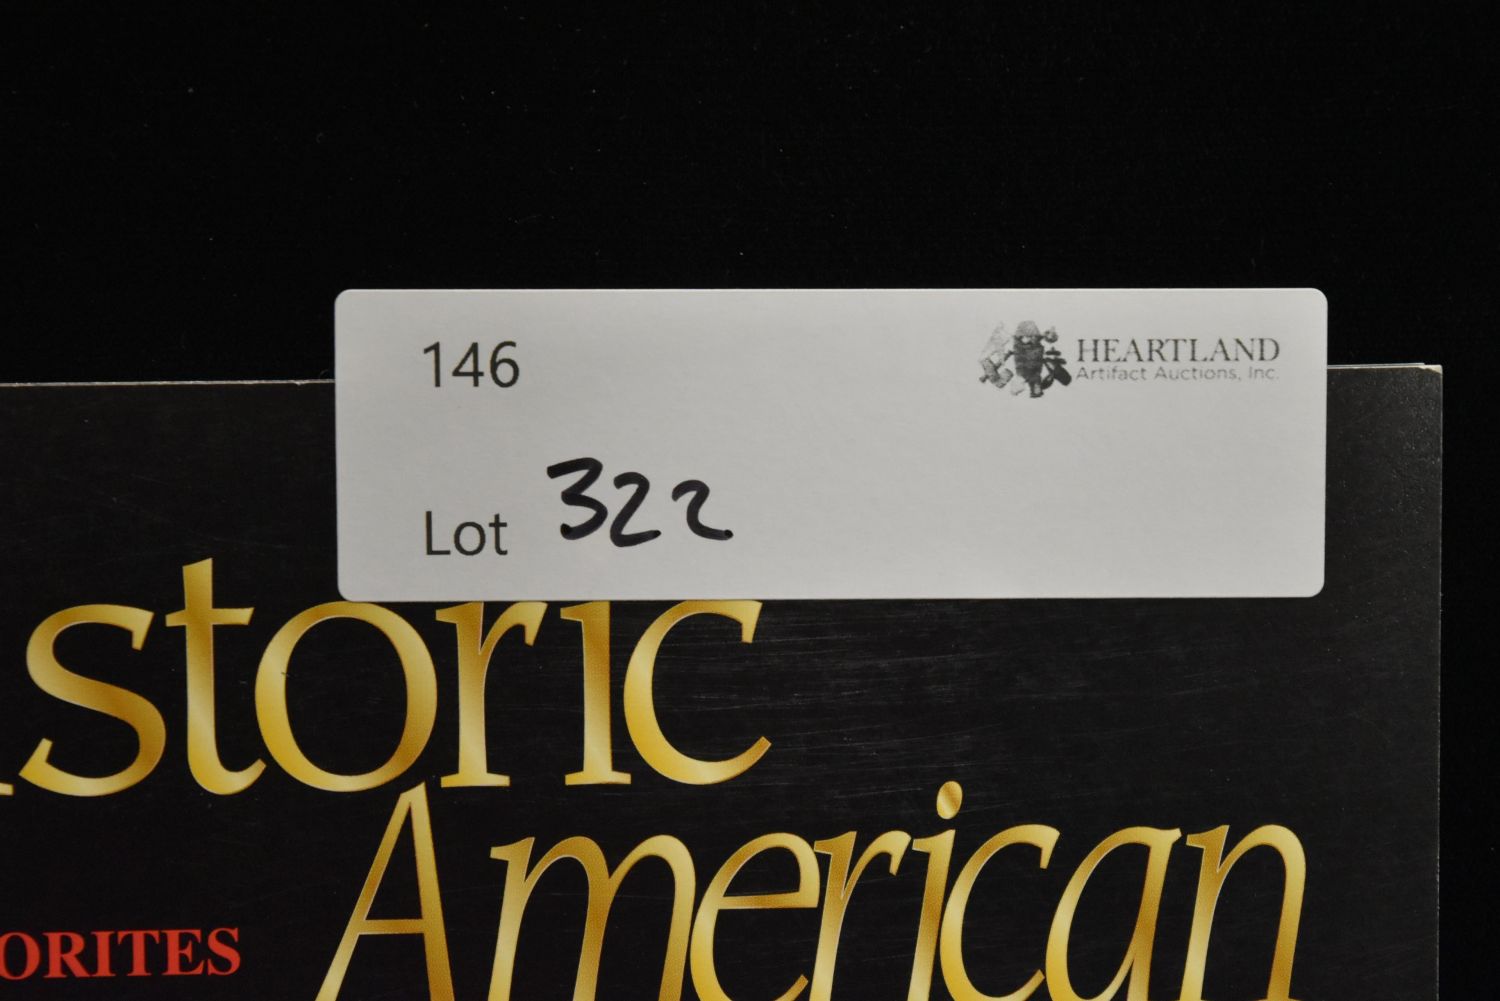 146
HEARTLAND
Artifact Auctions, Inc.
Lot 322
storic
American
ORITES